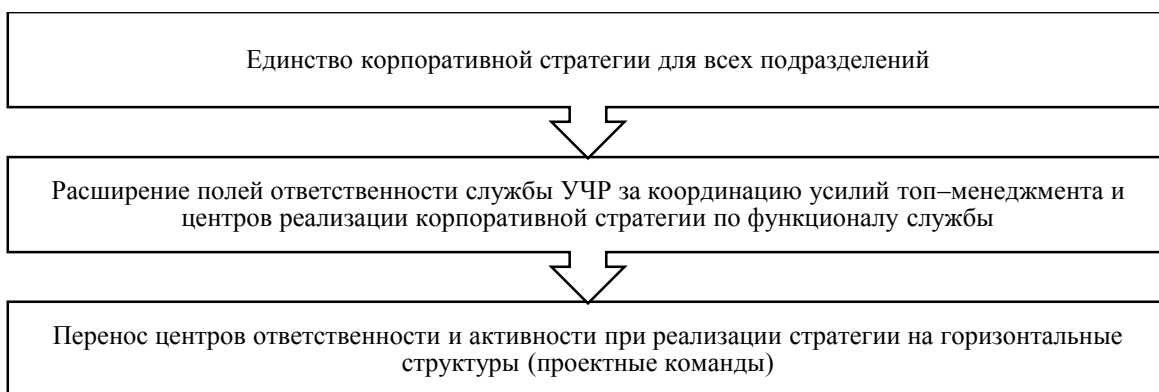 Единство корпоративной стратегии для всех подразделений
Расширение полей ответственности службы УЧР за координацию усилий топ–менеджмента и
центров реализации корпоративной стратегии по функционалу службы
Перенос центров ответственности и активности при реализации стратегии на горизонтальные
структуры (проектные команды)